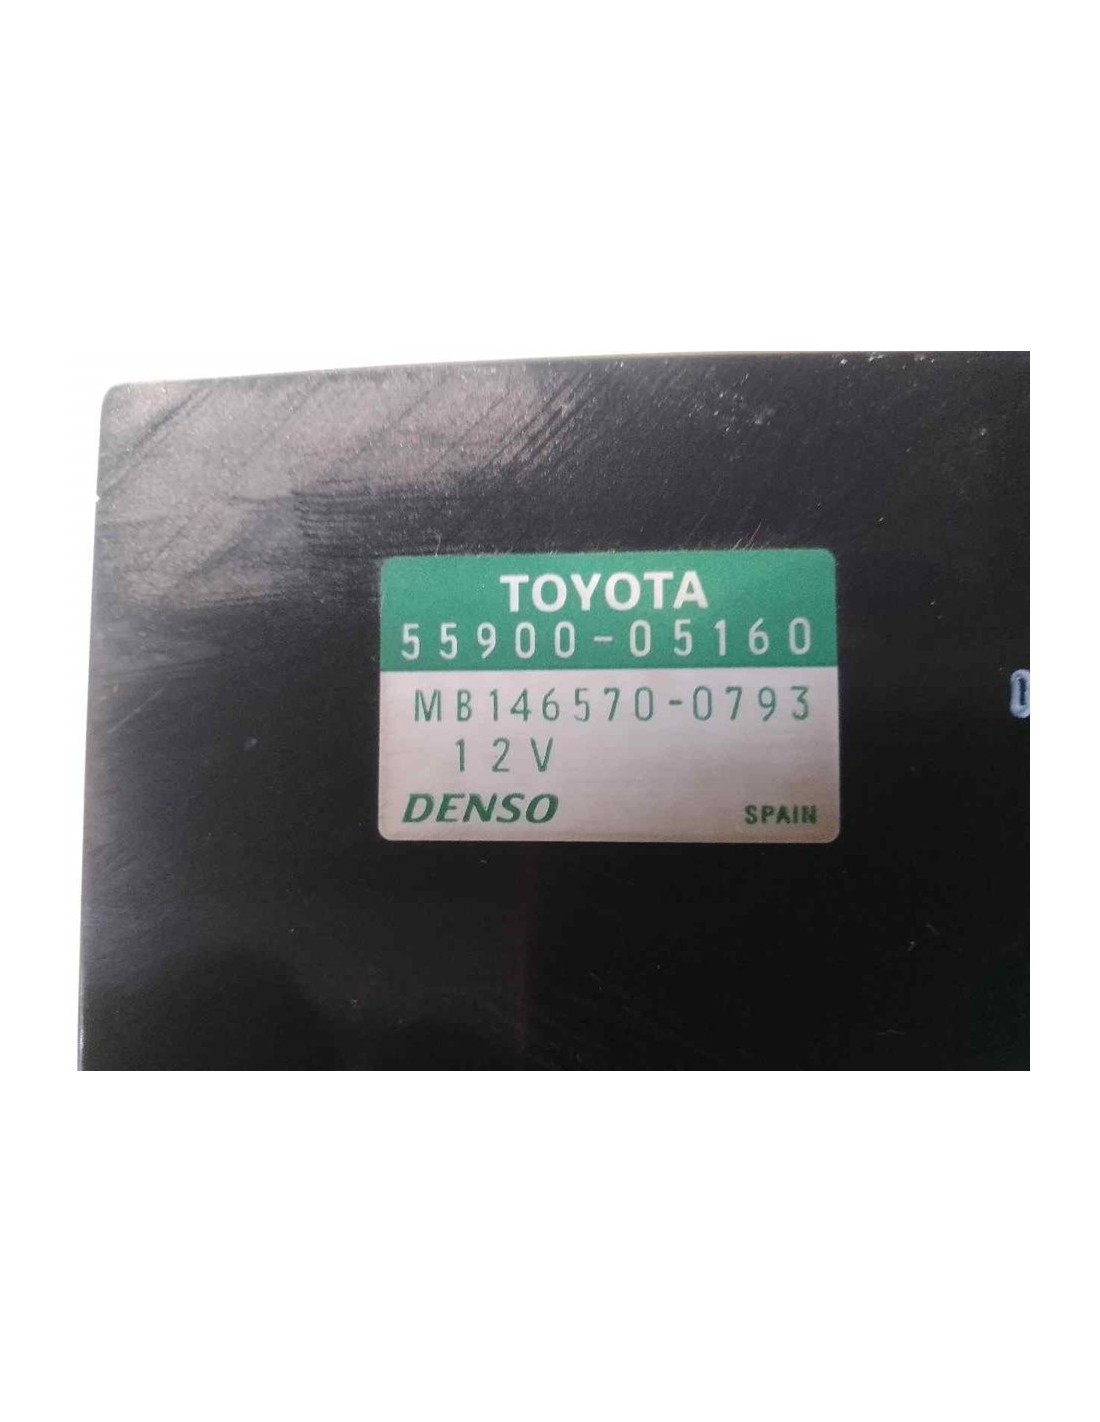 TOYOTA
55900-05160
MB146570-0793
12V
DENSO
SPAIN